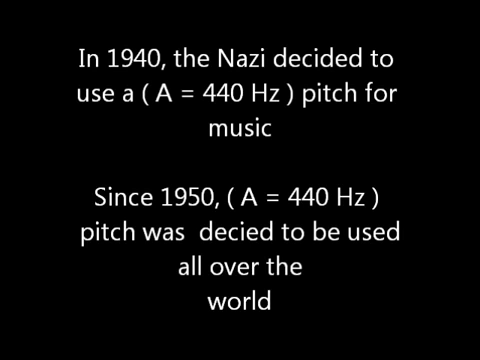 In 1940, the Nazi decided to
use a ( A = 440 Hz ) pitch for
music
Since 1950, ( A = 440 Hz )
pitch was  decied to be used
all over the
world